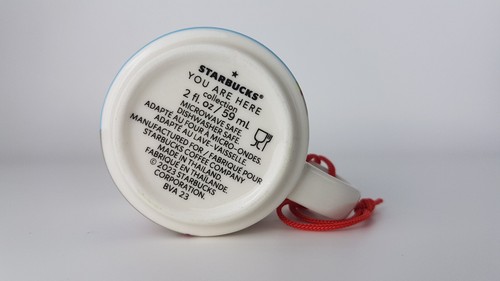 STARBUCKS®
YOU ARE HERE
collection
2 fl. oz / 59 mL
MICROWAVE SAFE.
DISHWASHER SAFE.
ADAPTÉ AU FOUR À MICRO-ONDES.
ADAPTÉ AU LAVE-VAISSELLE.
MANUFACTURED FOR / FABRIQUÉ POUR
STARBUCKS COFFEE COMPANY
MADE IN THAILAND
FABRIQUÉ EN THAÏLANDE.
© 2023 STARBUCKS
CORPORATION.
BVA 23